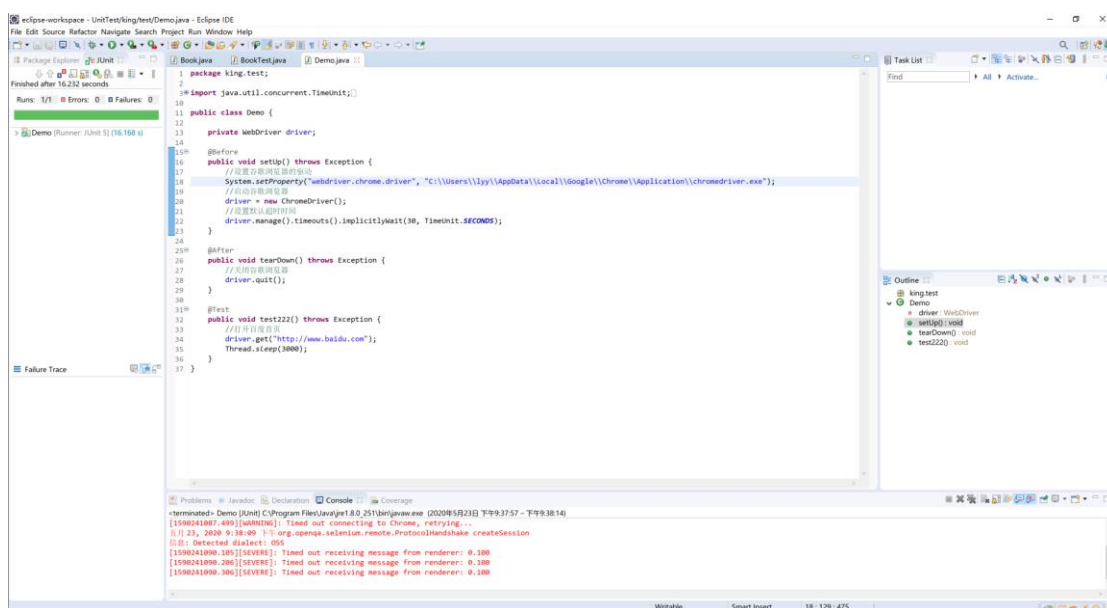 eclipse-workspace - UnitTest/king/test/Demo.java - Eclipse IDE
File Edit Source Refactor Navigate Search Project Run Window Help
Package Explorer JUnit
Finished after 16.232 seconds
Runs: 1/1 Errors: 0 Failures: 0
Demo [Runner: JUnit 5] (16.168 s)
Failure Trace
Book.java BookTest.java Demo.java
1 package king.test;
2
3 import java.util.concurrent.TimeUnit;
10
11 public class Demo {
12
13 private WebDriver driver;
14
15 @Before
16 public void setUp() throws Exception {
17 //设置谷歌浏览器的驱动
18 System.setProperty("webdriver.chrome.driver", "C:\\Users\\lyy\\AppData\\Local\\Google\\Chrome\\Application\\chromedriver.exe");
19 //启动谷歌浏览器
20 driver = new ChromeDriver();
21 //设置默认超时时间
22 driver.manage().timeouts().implicitlyWait(30, TimeUnit.SECONDS);
23 }
24
25 @After
26 public void tearDown() throws Exception {
27 //关闭谷歌浏览器
28 driver.quit();
29 }
30
31 @Test
32 public void test222() throws Exception {
33 //打开百度首页
34 driver.get("http://www.baidu.com");
35 Thread.sleep(3000);
36 }
37 }
Task List
Find All Activate...
Outline
king.test
Demo
driver : WebDriver
setUp() : void
tearDown() : void
test222() : void
Problems Javadoc Declaration Console Coverage
<terminated> Demo [JUnit] C:\Program Files\Java\jre1.8.0_251\bin\javaw.exe (2020年5月23日 下午9:37:57 – 下午9:38:14)
[1590241087.499][WARNING]: Timed out connecting to Chrome, retrying...
五月 23, 2020 9:38:09 下午 org.openqa.selenium.remote.ProtocolHandshake createSession
信息: Detected dialect: OSS
[1590241090.105][SEVERE]: Timed out receiving message from renderer: 0.100
[1590241090.206][SEVERE]: Timed out receiving message from renderer: 0.100
[1590241090.306][SEVERE]: Timed out receiving message from renderer: 0.100
Writable Smart Insert 18 : 129 : 475